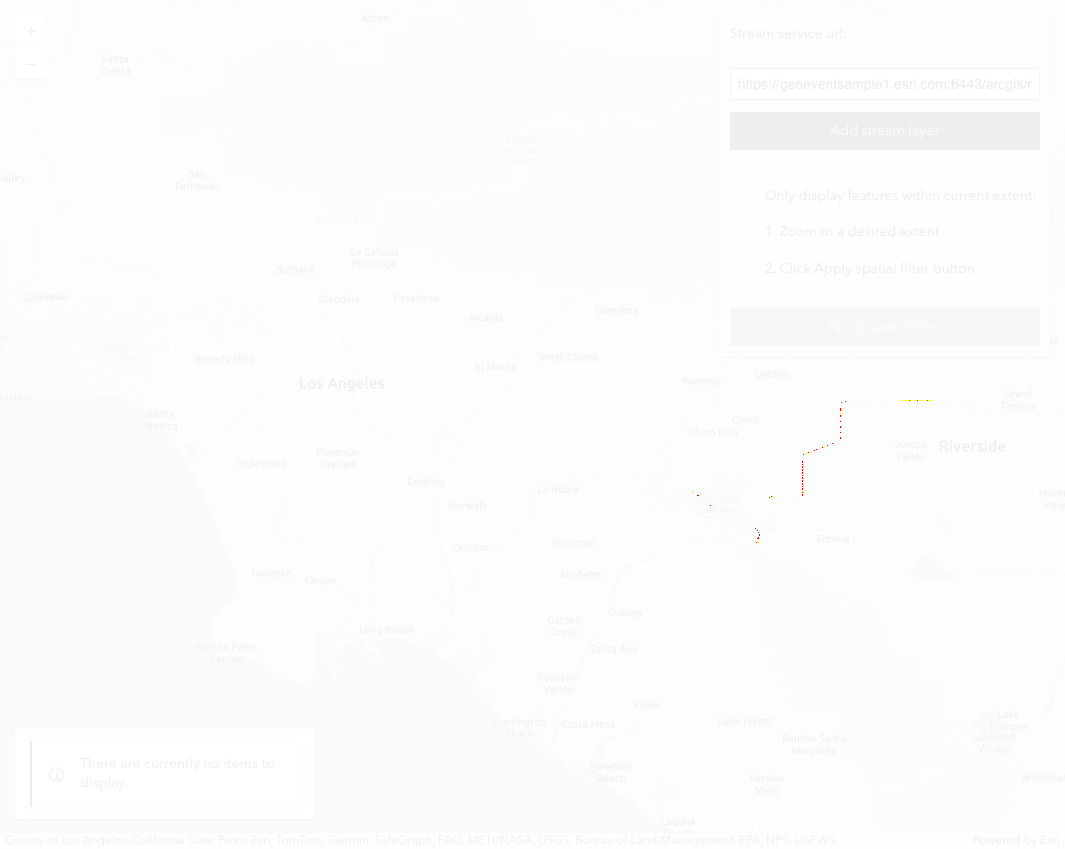 Acton
Stream service url:
+
−
Santa
Clarita
https://geoeventsample1.esri.com:6443/arcgis/r
Add stream layer
San
Fernando
Valley
Only display features within current extent:
1. Zoom to a desired extent
2. Click Apply spatial filter button
La Cañada
Flintridge
Burbank
Calabasas
Glendale
Pasadena
Glendora
Arcadia
Apply spatial filter
Beverly Hills
West Covina
El Monte
Los Angeles
Pomona
Ontario
Malibu
Grand
Terrace
Santa
Monica
Chino
Chino Hills
Jurupa
Valley
Riverside
Florence-
Graham
Inglewood
Downey
La Habra
Norwalk
Fullerton
Corona
Cerritos
Anaheim
Torrance
Carson
Orange
Garden
Grove
Long Beach
Rancho Palos
Verdes
Santa Ana
Fountain
Valley
Irvine
Huntington
Beach
Costa Mesa
Lake Forest
Rancho Santa
Margarita
Lake
Elsinore
Lakeland
Village
There are currently no items to
display.
Newport
Beach
Mission
Viejo
Wildomar
Laguna
County of Los Angeles, California State Parks, Esri, TomTom, Garmin, SafeGraph, FAO, METI/NASA, USGS, Bureau of Land Management, EPA, NPS, USFWS
Powered by Esri